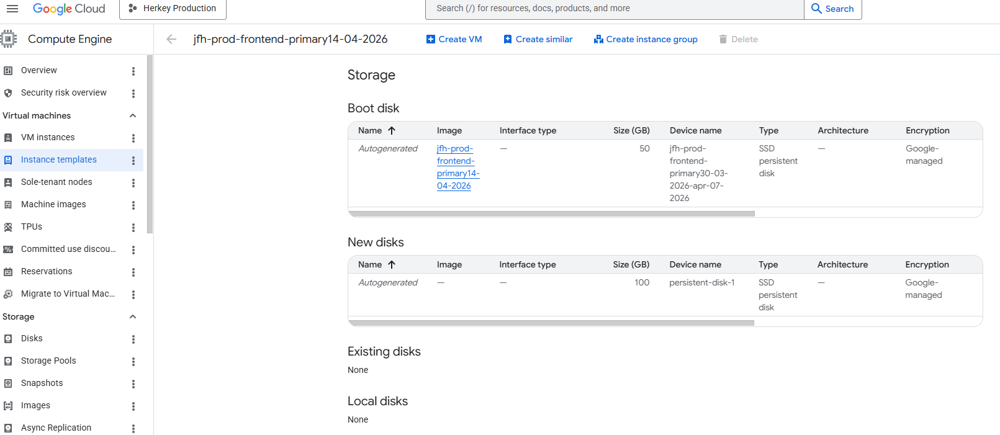 Google Cloud
Herkey Production
Search (/) for resources, docs, products, and more
Search
Compute Engine
jfh-prod-frontend-primary14-04-2026
Create VM
Create similar
Create instance group
Delete
Overview
Security risk overview
Virtual machines
VM instances
Instance templates
Sole-tenant nodes
Machine images
TPUs
Committed use discou...
Reservations
Migrate to Virtual Mac...
Storage
Disks
Storage Pools
Snapshots
Images
Async Replication
Storage
Boot disk
Name Image Interface type Size (GB) Device name Type Architecture Encryption
Autogenerated jfh-prod- — 50 jfh-prod- SSD — Google-
frontend- frontend- persistent managed
primary14- primary30-03- disk
04-2026 2026-apr-07-
2026
New disks
Name Image Interface type Size (GB) Device name Type Architecture Encryption
Autogenerated — — 100 persistent-disk-1 SSD — Google-
persistent managed
disk
Existing disks
None
Local disks
None